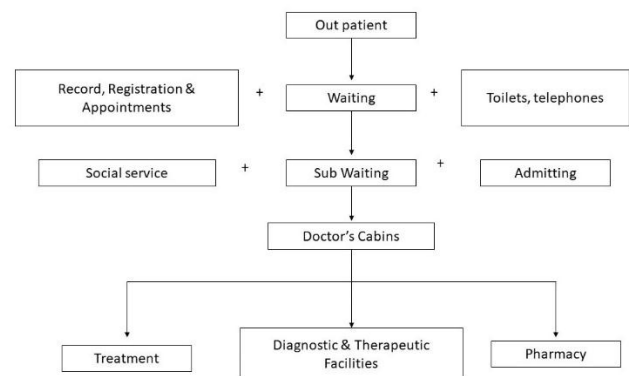 Out patient
Record, Registration &
Appointments
+
Waiting
+
Toilets, telephones
Social service
+
Sub Waiting
+
Admitting
Doctor's Cabins
Treatment
Diagnostic & Therapeutic
Facilities
Pharmacy